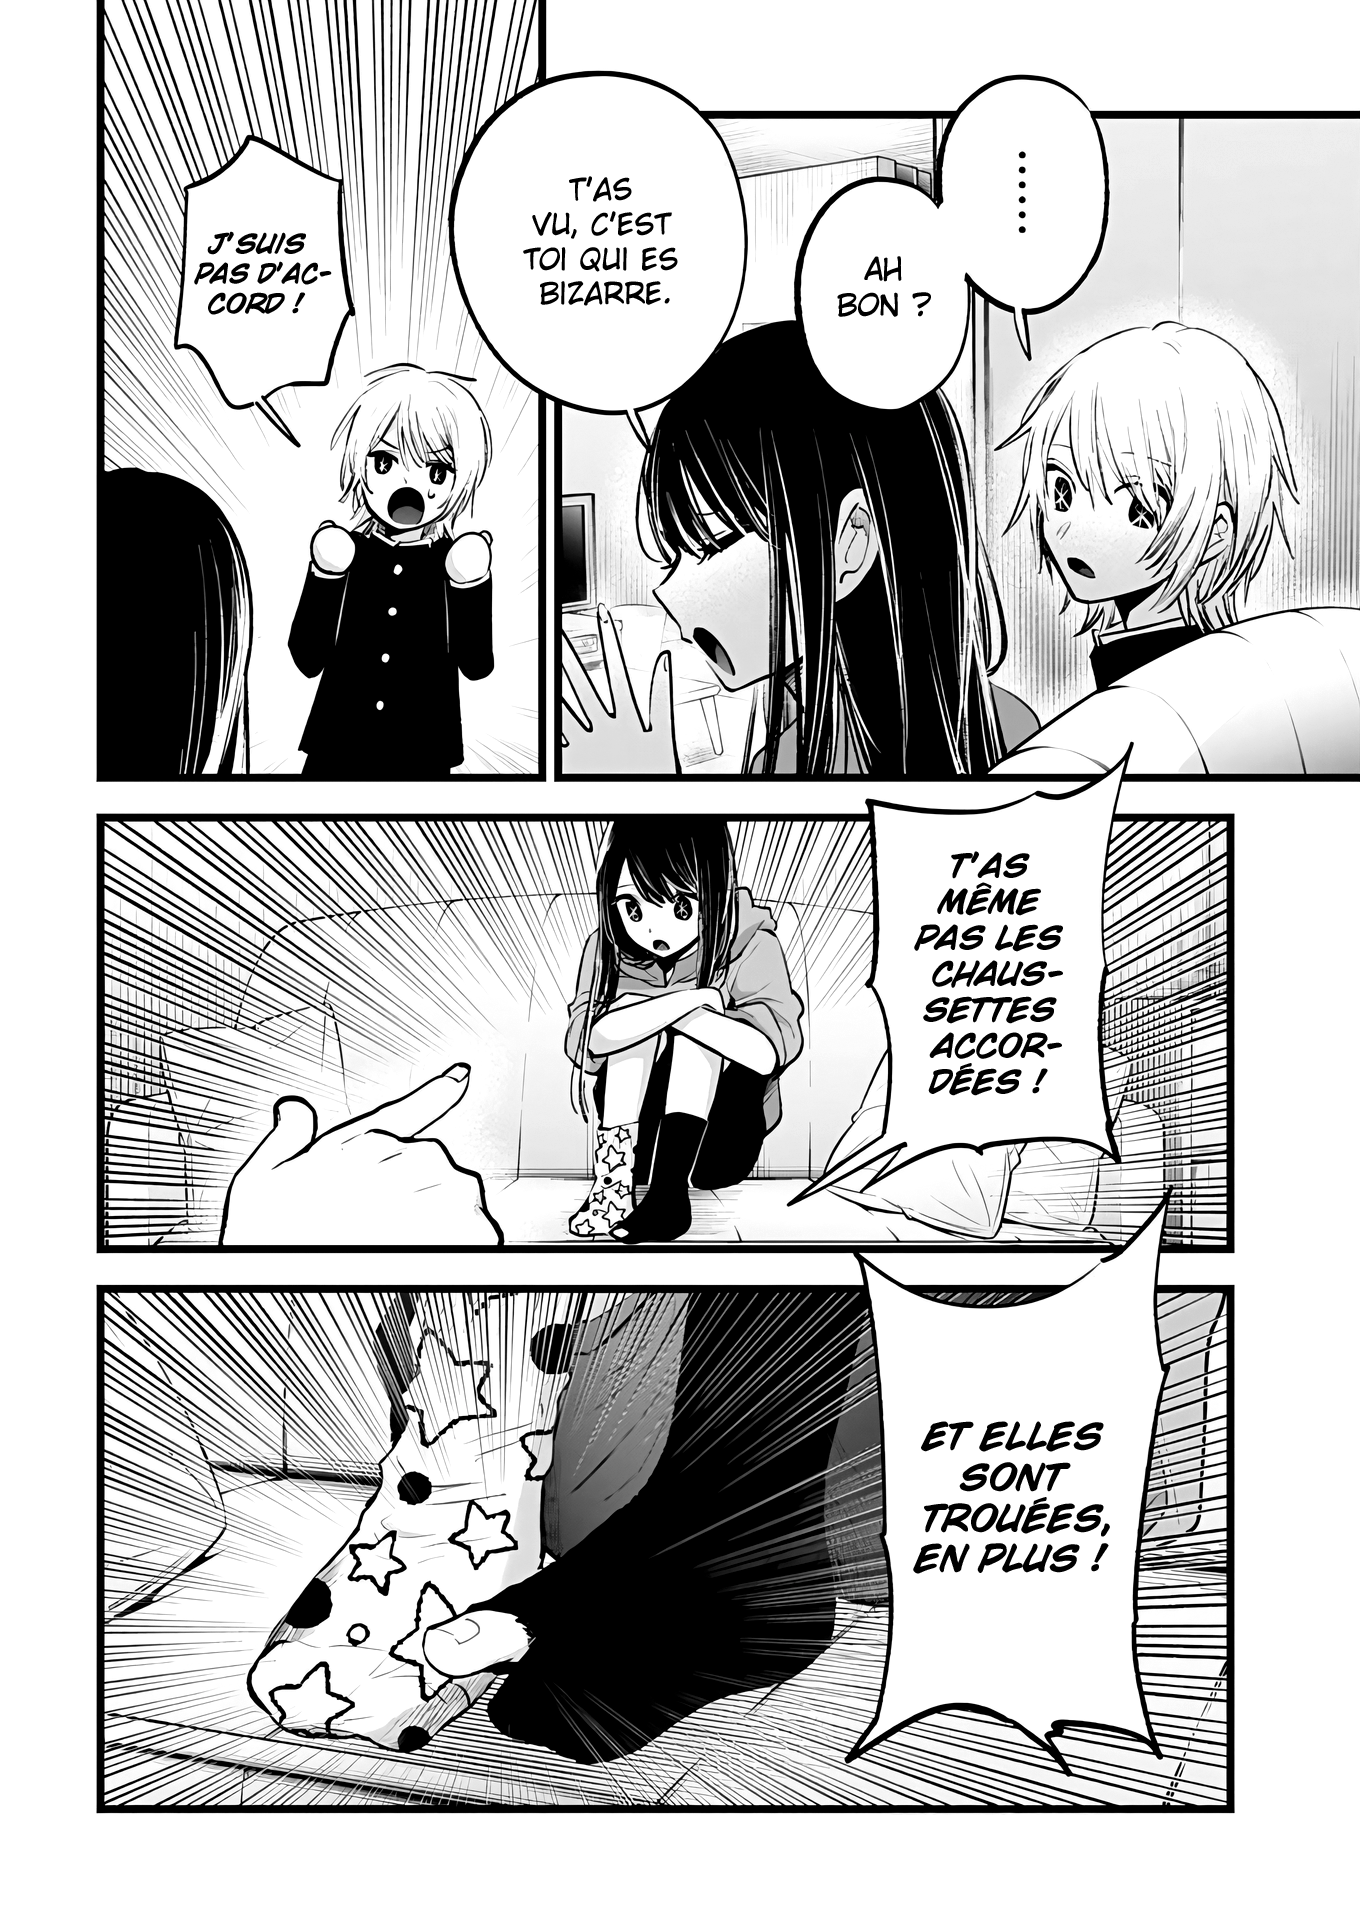 ……
AH
BON ?
T'AS
VU, C'EST
TOI QUI ES
BIZARRE.
J'SUIS
PAS D'AC-
CORD !
T'AS
MÊME
PAS LES
CHAUS-
SETTES
ACCOR-
DÉES !
ET ELLES
SONT
TROUÉES,
EN PLUS !